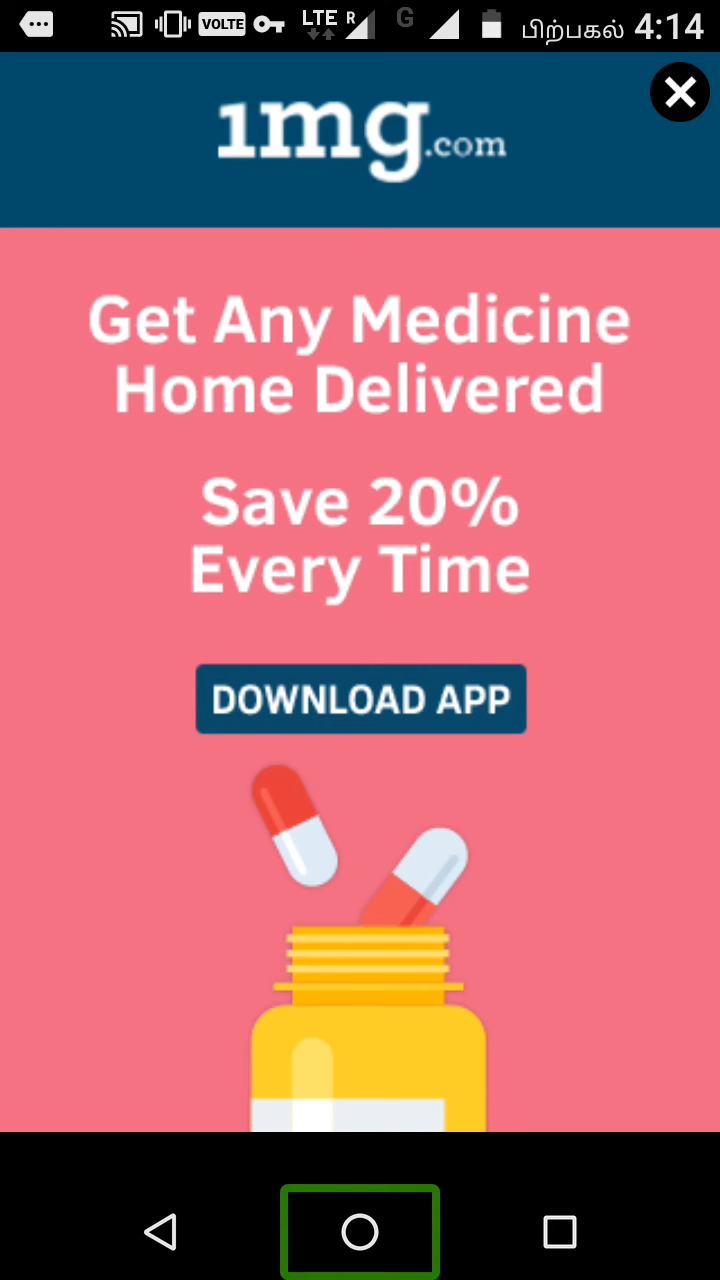 VOLTE LTE R G பிற்பகல் 4:14
1mg.com
Get Any Medicine
Home Delivered
Save 20%
Every Time
DOWNLOAD APP